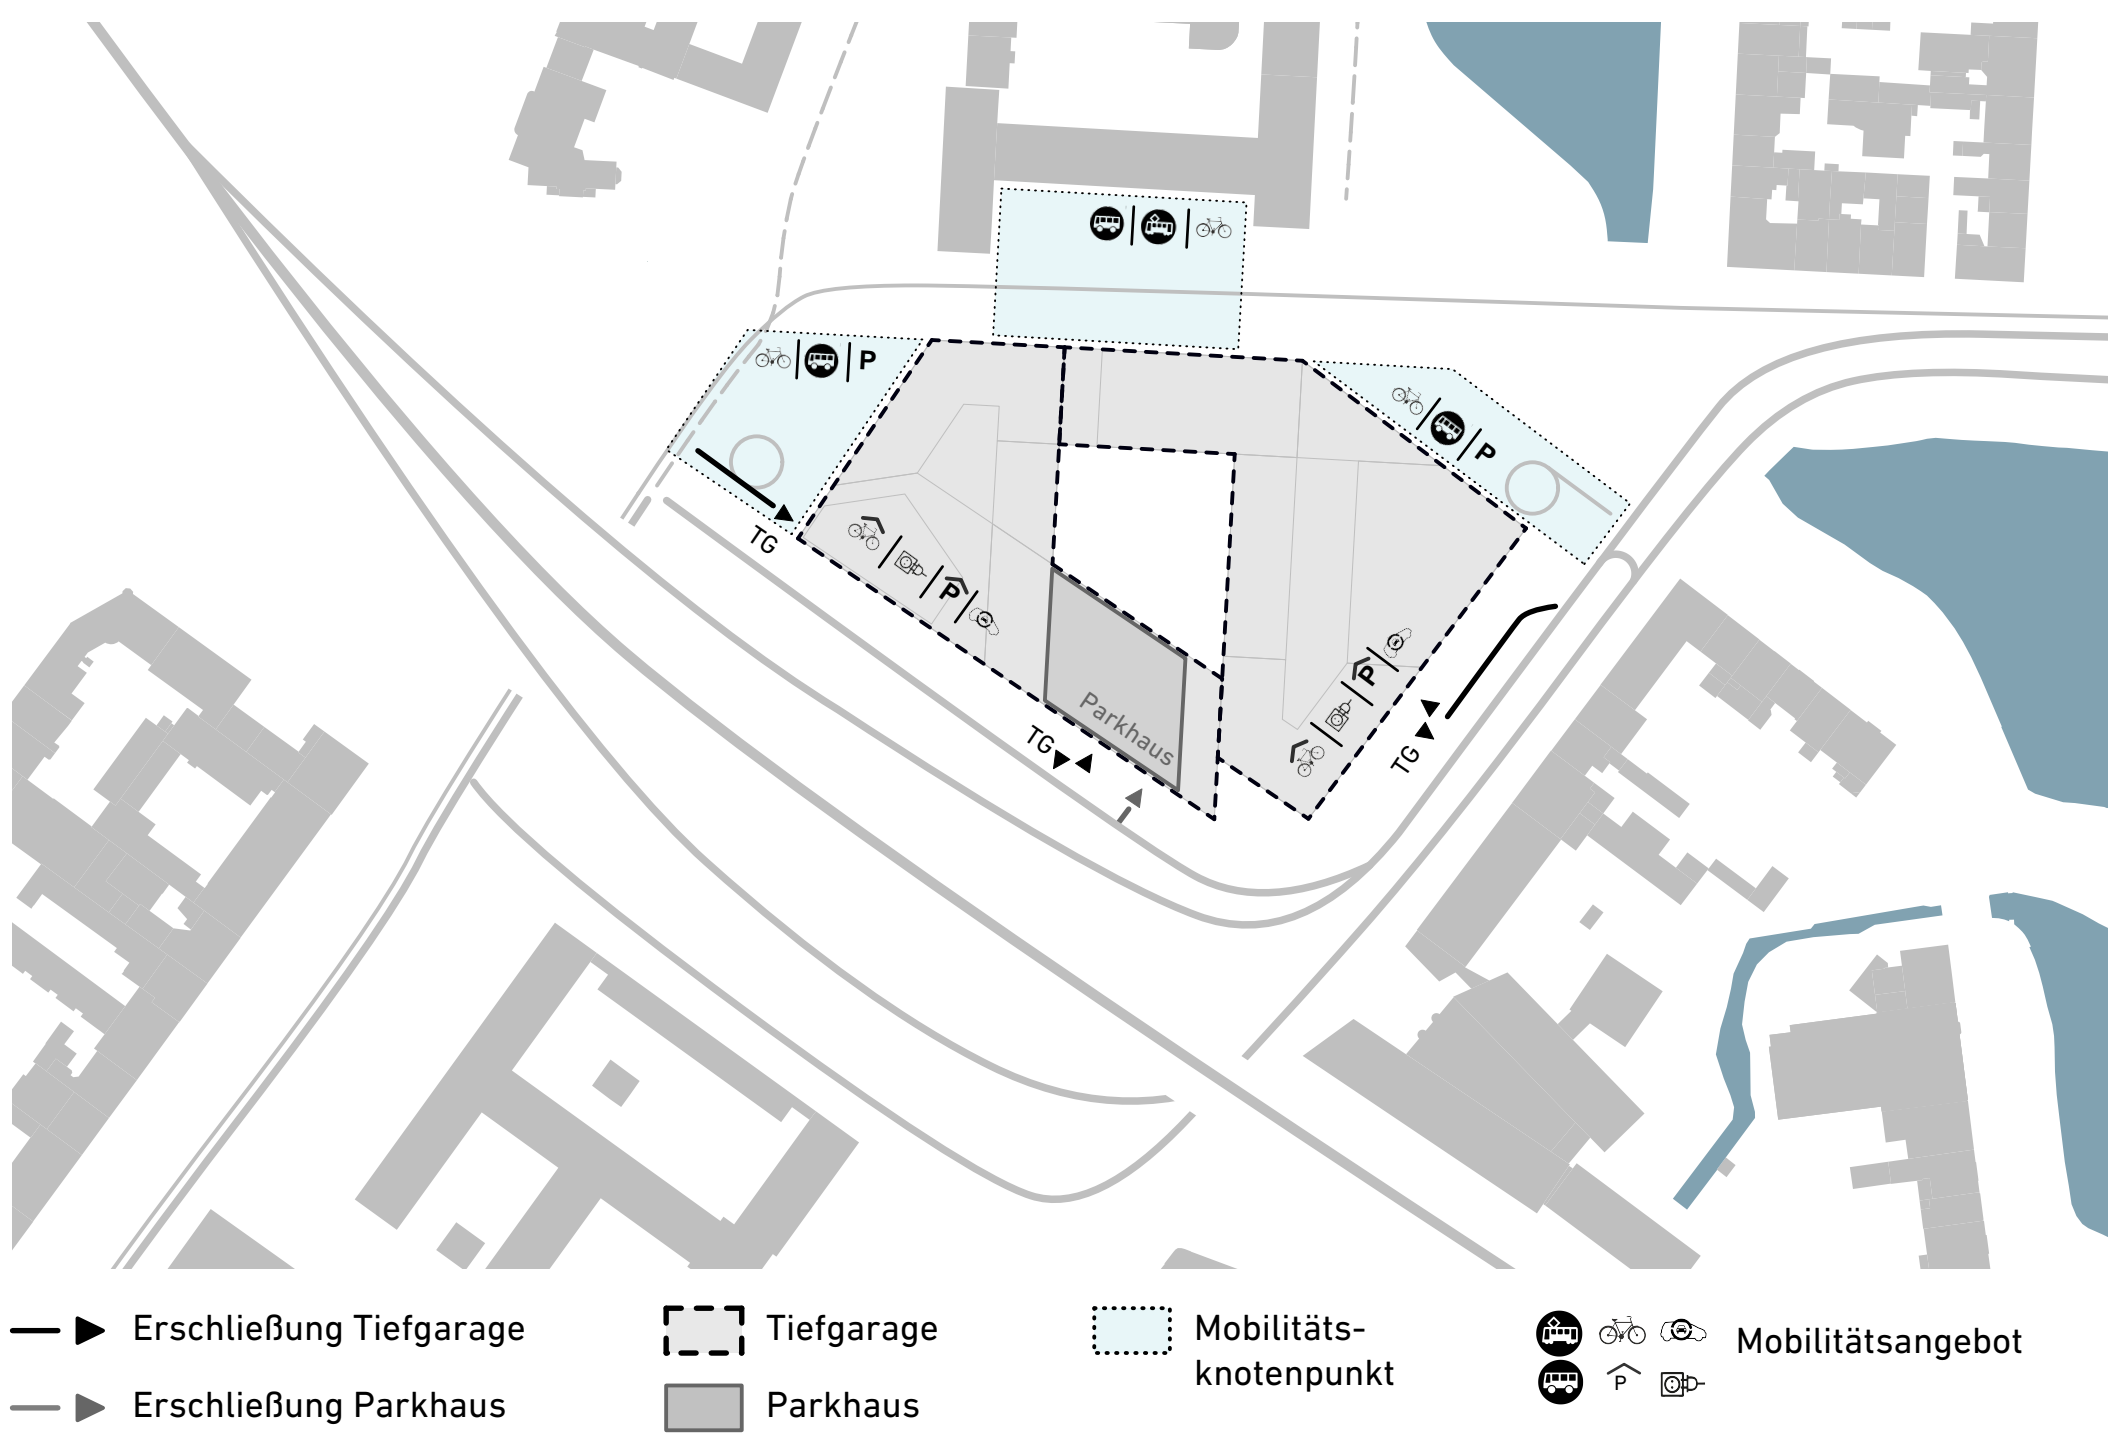 P
P
TG
P
P
Parkhaus
TG
TG
Erschließung Tiefgarage
Tiefgarage
Mobilitäts-
knotenpunkt
P
Mobilitätsangebot
Erschließung Parkhaus
Parkhaus